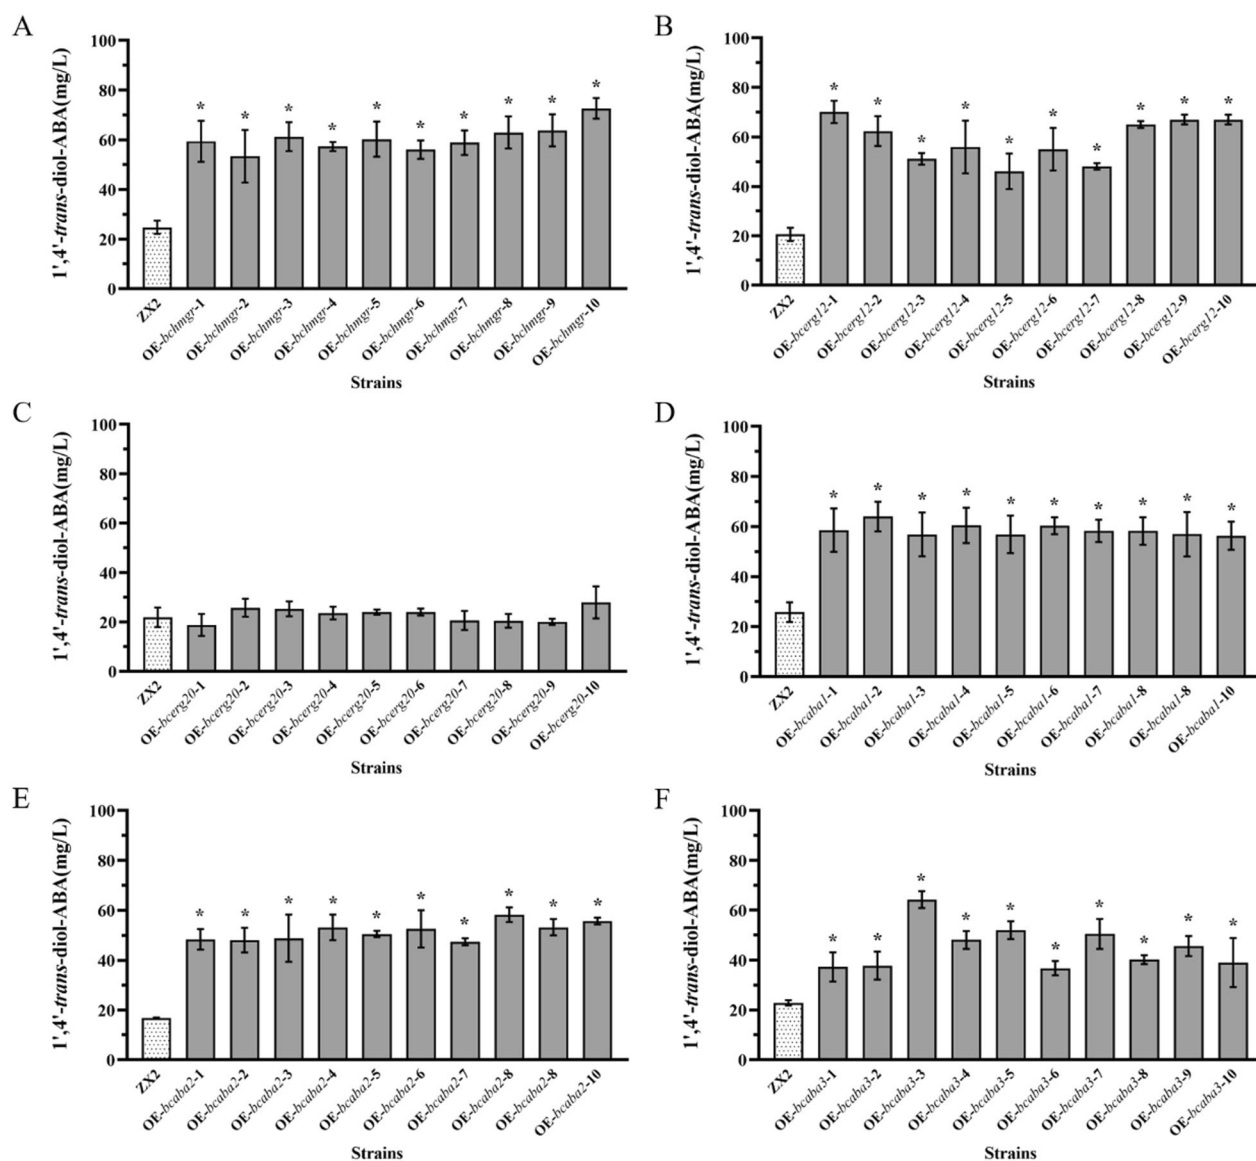 A
1',4'-trans-diol-ABA(mg/L)
100
80
60
40
20
0
* * * * * * * * * *
ZX2
OE-bchmgr-1
OE-bchmgr-2
OE-bchmgr-3
OE-bchmgr-4
OE-bchmgr-5
OE-bchmgr-6
OE-bchmgr-7
OE-bchmgr-8
OE-bchmgr-9
OE-bchmgr-10
Strains
B
1',4'-trans-diol-ABA(mg/L)
100
80
60
40
20
0
* * * * * * * * * *
ZX2
OE-bcerg12-1
OE-bcerg12-2
OE-bcerg12-3
OE-bcerg12-4
OE-bcerg12-5
OE-bcerg12-6
OE-bcerg12-7
OE-bcerg12-8
OE-bcerg12-9
OE-bcerg12-10
Strains
C
1',4'-trans-diol-ABA(mg/L)
100
80
60
40
20
0
ZX2
OE-bcerg20-1
OE-bcerg20-2
OE-bcerg20-3
OE-bcerg20-4
OE-bcerg20-5
OE-bcerg20-6
OE-bcerg20-7
OE-bcerg20-8
OE-bcerg20-9
OE-bcerg20-10
Strains
D
1',4'-trans-diol-ABA(mg/L)
100
80
60
40
20
0
* * * * * * * * * *
ZX2
OE-bcaba1-1
OE-bcaba1-2
OE-bcaba1-3
OE-bcaba1-4
OE-bcaba1-5
OE-bcaba1-6
OE-bcaba1-7
OE-bcaba1-8
OE-bcaba1-8
OE-bcaba1-10
Strains
E
1',4'-trans-diol-ABA(mg/L)
100
80
60
40
20
0
* * * * * * * * * *
ZX2
OE-bcaba2-1
OE-bcaba2-2
OE-bcaba2-3
OE-bcaba2-4
OE-bcaba2-5
OE-bcaba2-6
OE-bcaba2-7
OE-bcaba2-8
OE-bcaba2-8
OE-bcaba2-10
Strains
F
1',4'-trans-diol-ABA(mg/L)
100
80
60
40
20
0
* * * * * * * * * *
ZX2
OE-bcaba3-1
OE-bcaba3-2
OE-bcaba3-3
OE-bcaba3-4
OE-bcaba3-5
OE-bcaba3-6
OE-bcaba3-7
OE-bcaba3-8
OE-bcaba3-9
OE-bcaba3-10
Strains